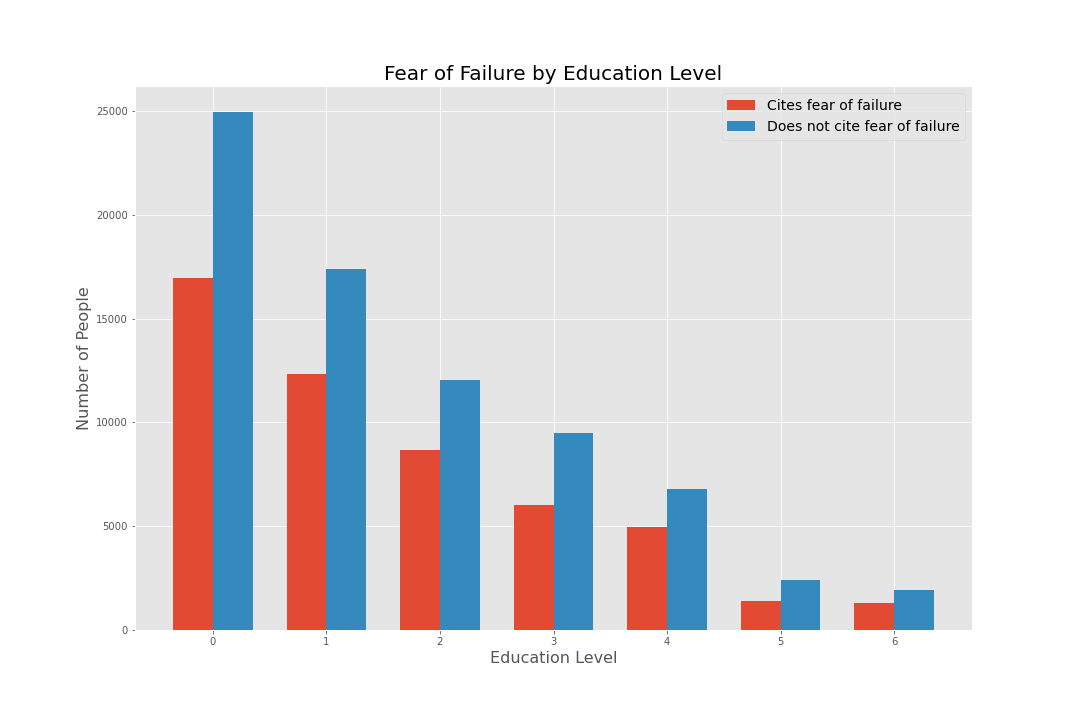 Fear of Failure by Education Level
Cites fear of failure
Does not cite fear of failure
Number of People
25000
20000
15000
10000
5000
0
0 1 2 3 4 5 6
Education Level